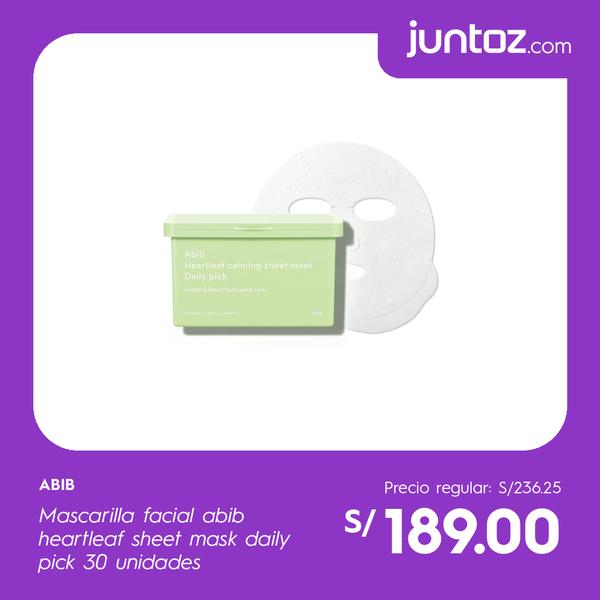 juntoz.com
Abib
Heartleaf calming sheet mask
Daily pick
ABIB
Mascarilla facial abib
heartleaf sheet mask daily
pick 30 unidades
Precio regular: S/236.25
S/189.00